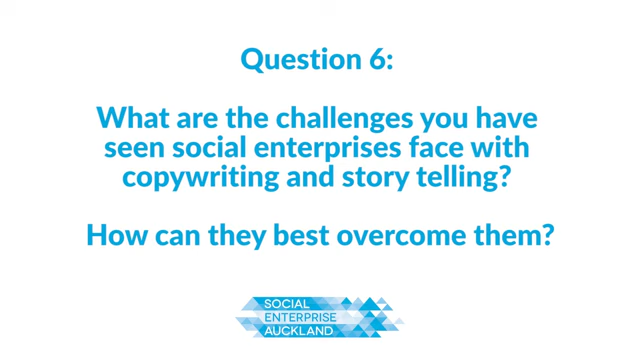 Question 6:
What are the challenges you have
seen social enterprises face with
copywriting and story telling?
How can they best overcome them?
SOCIAL
ENTERPRISE
AUCKLAND